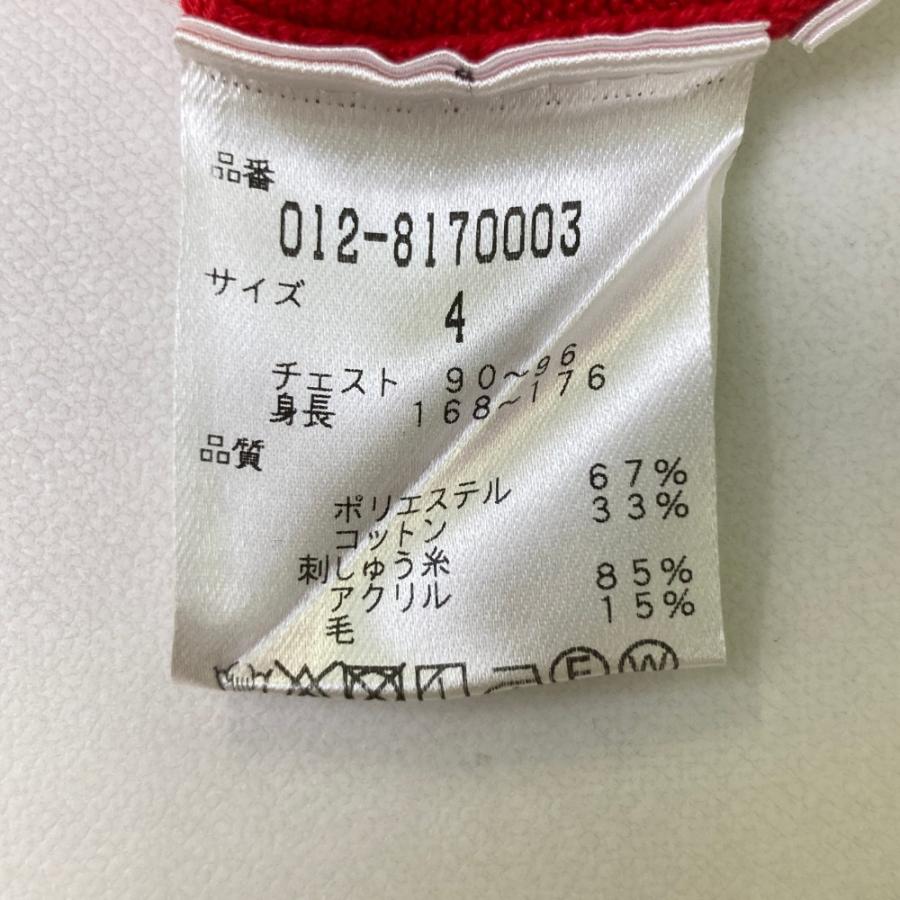 品番
012-8170003
サイズ
4
チェスト 90～96
身長 168～176
品質
ポリエステル 67%
コットン 33%
刺しゅう糸
アクリル 85%
毛 15%
F W